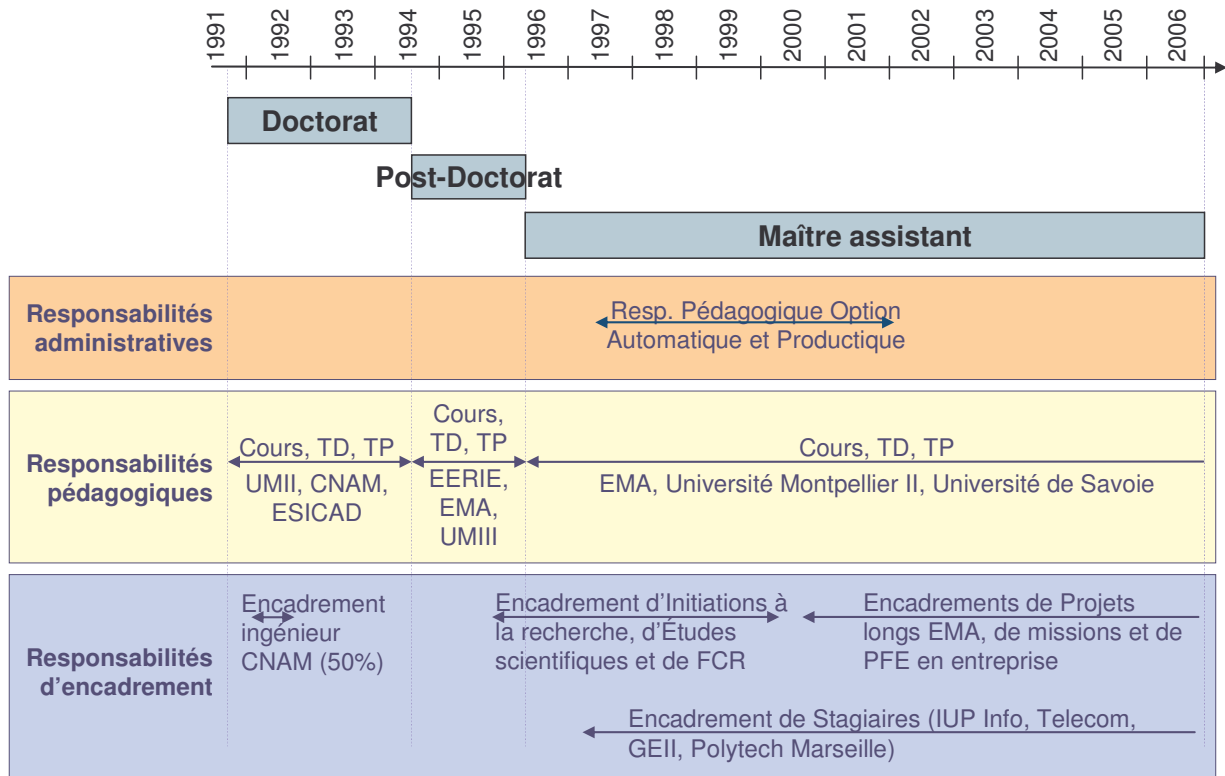 1991
1992
1993
1994
1995
1996
1997
1998
1999
2000
2001
2002
2003
2004
2005
2006
Doctorat
Post-Doctorat
Maître assistant
Responsabilités
administratives
Resp. Pédagogique Option
Automatique et Productique
Responsabilités
pédagogiques
Cours, TD, TP
UMII, CNAM,
ESICAD
Cours,
TD, TP
EERIE,
EMA,
UMIII
Cours, TD, TP
EMA, Université Montpellier II, Université de Savoie
Responsabilités
d'encadrement
Encadrement
ingénieur
CNAM (50%)
Encadrement d'Initiations à
la recherche, d'Études
scientifiques et de FCR
Encadrements de Projets
longs EMA, de missions et de
PFE en entreprise
Encadrement de Stagiaires (IUP Info, Telecom,
GEII, Polytech Marseille)